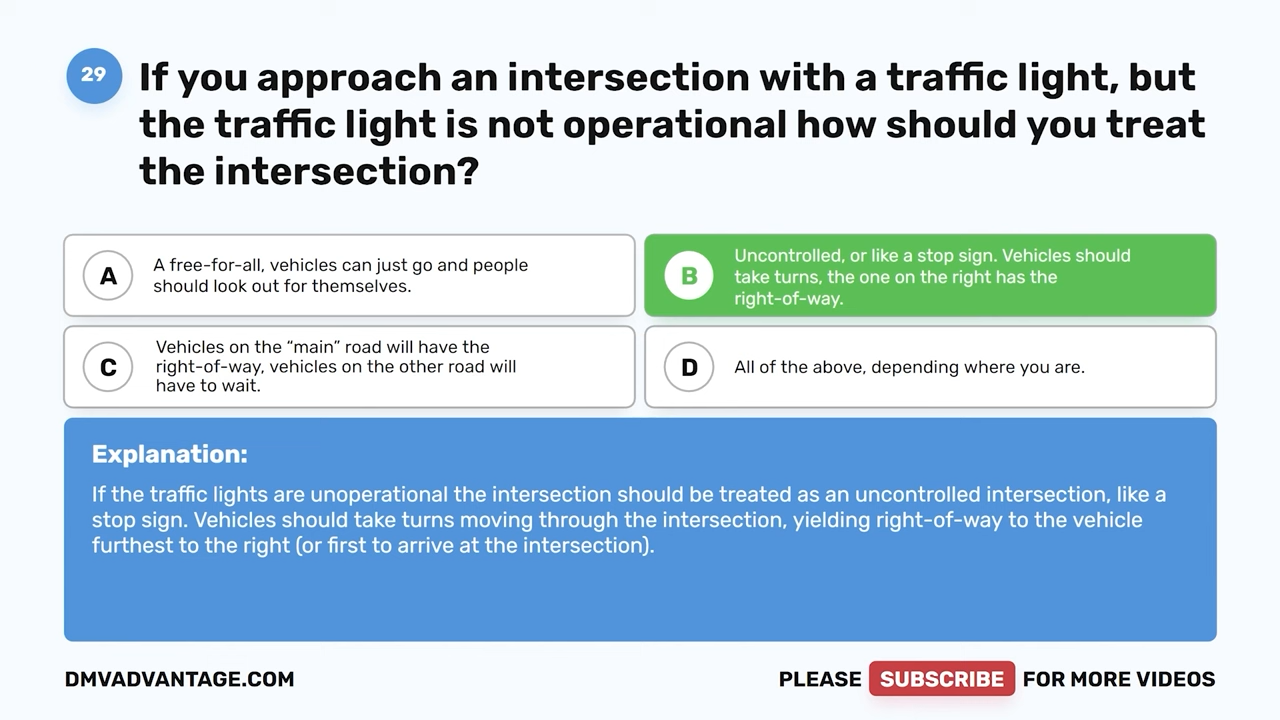 29
If you approach an intersection with a traffic light, but
the traffic light is not operational how should you treat
the intersection?
A
A free-for-all, vehicles can just go and people
should look out for themselves.
B
Uncontrolled, or like a stop sign. Vehicles should
take turns, the one on the right has the
right-of-way.
C
Vehicles on the “main” road will have the
right-of-way, vehicles on the other road will
have to wait.
D
All of the above, depending where you are.
Explanation:
If the traffic lights are unoperational the intersection should be treated as an uncontrolled intersection, like a
stop sign. Vehicles should take turns moving through the intersection, yielding right-of-way to the vehicle
furthest to the right (or first to arrive at the intersection).
DMVADVANTAGE.COM
PLEASE SUBSCRIBE FOR MORE VIDEOS